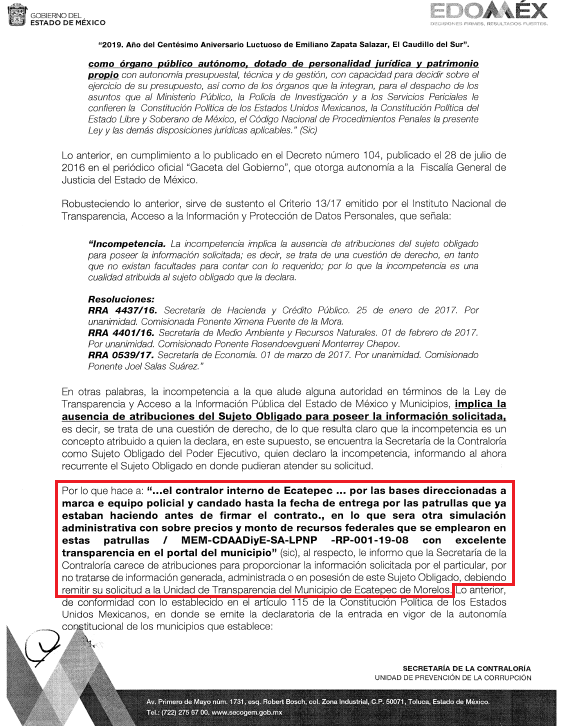 GOBIERNO DEL
ESTADO DE MÉXICO
EDOMÉX
DECISIONES FIRMES, RESULTADOS FUERTES.
"2019. Año del Centésimo Aniversario Luctuoso de Emiliano Zapata Salazar, El Caudillo del Sur".
como órgano público autónomo, dotado de personalidad jurídica y patrimonio
propio con autonomía presupuestal, técnica y de gestión, con capacidad para decidir sobre el
ejercicio de su presupuesto, así como de los órganos que la integran, para el despacho de los
asuntos que al Ministerio Público, la Policía de Investigación y a los Servicios Periciales le
confieren la Constitución Política de los Estados Unidos Mexicanos, la Constitución Política del
Estado Libre y Soberano de México, el Código Nacional de Procedimientos Penales la presente
Ley y las demás disposiciones jurídicas aplicables." (Sic)
Lo anterior, en cumplimiento a lo publicado en el Decreto número 104, publicado el 28 de julio de
2016 en el periódico oficial "Gaceta del Gobierno", que otorga autonomía a la Fiscalía General de
Justicia del Estado de México.
Robusteciendo lo anterior, sirve de sustento el Criterio 13/17 emitido por el Instituto Nacional de
Transparencia, Acceso a la Información y Protección de Datos Personales, que señala:
"Incompetencia. La incompetencia implica la ausencia de atribuciones del sujeto obligado
para poseer la información solicitada; es decir, se trata de una cuestión de derecho, en tanto
que no existan facultades para contar con lo requerido; por lo que la incompetencia es una
cualidad atribuida al sujeto obligado que la declara.
Resoluciones:
RRA 4437/16. Secretaría de Hacienda y Crédito Público. 25 de enero de 2017. Por
unanimidad. Comisionada Ponente Ximena Puente de la Mora.
RRA 4401/16. Secretaría de Medio Ambiente y Recursos Naturales. 01 de febrero de 2017.
Por unanimidad. Comisionado Ponente Rosendoevgueni Monterrey Chepov.
RRA 0539/17. Secretaría de Economía. 01 de marzo de 2017. Por unanimidad. Comisionado
Ponente Joel Salas Suárez."
En otras palabras, la incompetencia a la que alude alguna autoridad en términos de la Ley de
Transparencia y Acceso a la Información Pública del Estado de México y Municipios, implica la
ausencia de atribuciones del Sujeto Obligado para poseer la información solicitada,
es decir, se trata de una cuestión de derecho, de lo que resulta claro que la incompetencia es un
concepto atribuido a quien la declara, en este supuesto, se encuentra la Secretaría de la Contraloría
como Sujeto Obligado del Poder Ejecutivo, quien declaro la incompetencia, informando al ahora
recurrente el Sujeto Obligado en donde pudieran atender su solicitud.
Por lo que hace a: "...el contralor interno de Ecatepec ... por las bases direccionadas a
marca e equipo policial y candado hasta la fecha de entrega por las patrullas que ya
estaban haciendo antes de firmar el contrato., en lo que sera otra simulación
administrativa con sobre precios y monto de recursos federales que se emplearon en
estas patrullas / MEM-CDAADiyE-SA-LPNP -RP-001-19-08 con excelente
transparencia en el portal del municipio" (sic), al respecto, le informo que la Secretaría de la
Contraloría carece de atribuciones para proporcionar la información solicitada por el particular, por
no tratarse de información generada, administrada o en posesión de este Sujeto Obligado, debiendo
remitir su solicitud a la Unidad de Transparencia del Municipio de Ecatepec de Morelos. Lo anterior,
de conformidad con lo establecido en el artículo 115 de la Constitución Política de los Estados
Unidos Mexicanos, en donde se emite la declaratoria de la entrada en vigor de la autonomía
constitucional de los municipios que establece:
SECRETARÍA DE LA CONTRALORÍA
UNIDAD DE PREVENCIÓN DE LA CORRUPCIÓN
Av. Primero de Mayo núm. 1731, esq. Robert Bosch, col. Zona Industrial, C.P. 50071, Toluca, Estado de México.
Tel.: (722) 275 67 00. www.secogem.gob.mx